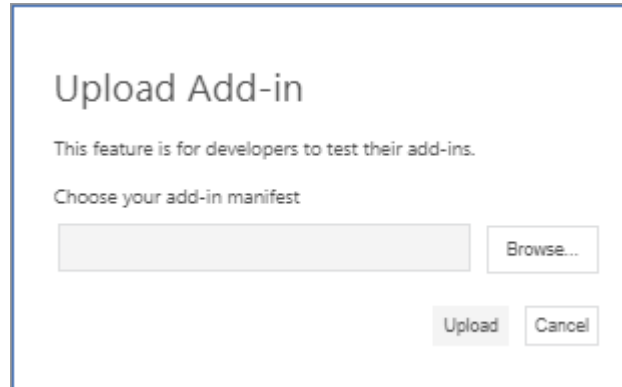 Upload Add-in
This feature is for developers to test their add-ins.
Choose your add-in manifest
Browse...
Upload Cancel